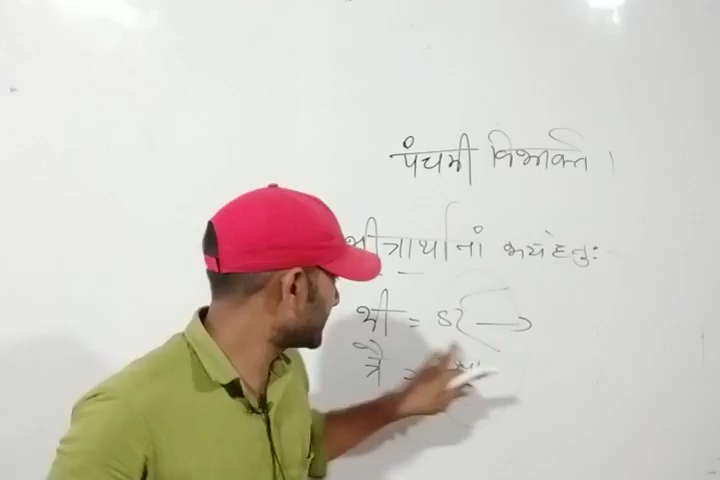 पंचमी विभक्ति ।
भीत्रार्थानां भयहेतुः
भी = डर →
त्रै =